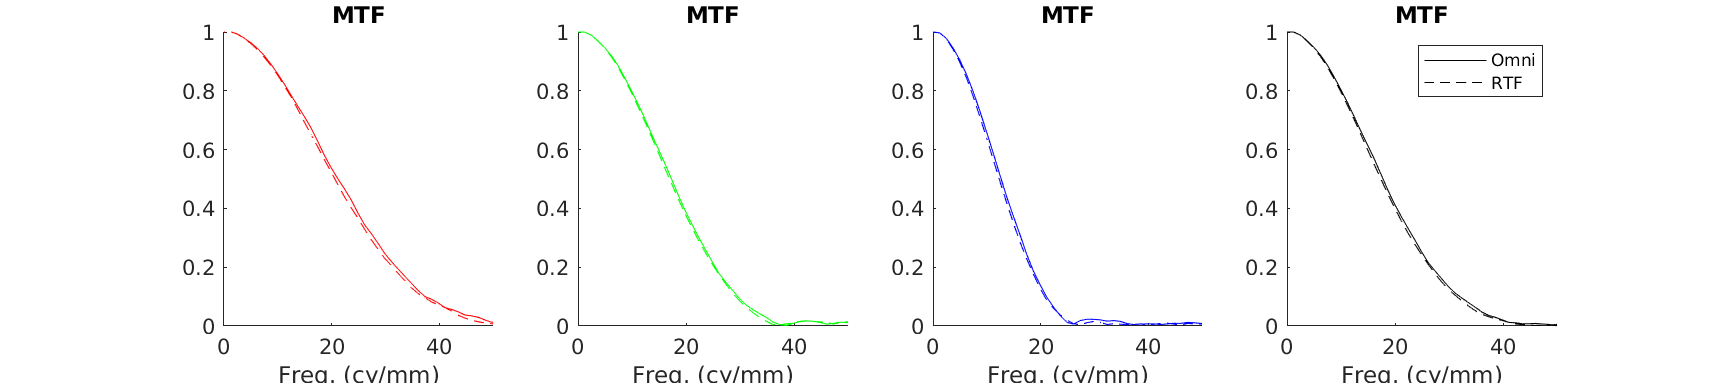 MTF MTF MTF MTF
1 1 1 1
Omni
0.8 0.8 0.8 0.8
RTF
0.6 0.6 0.6 0.6
0.4 0.4 0.4 0.4
0.2 0.2 0.2 0.2
0 0 0 0
0 20 40 0 20 40 0 20 40 0 20 40
Freq. (cy/mm) Freq. (cy/mm) Freq. (cy/mm) Freq. (cy/mm)